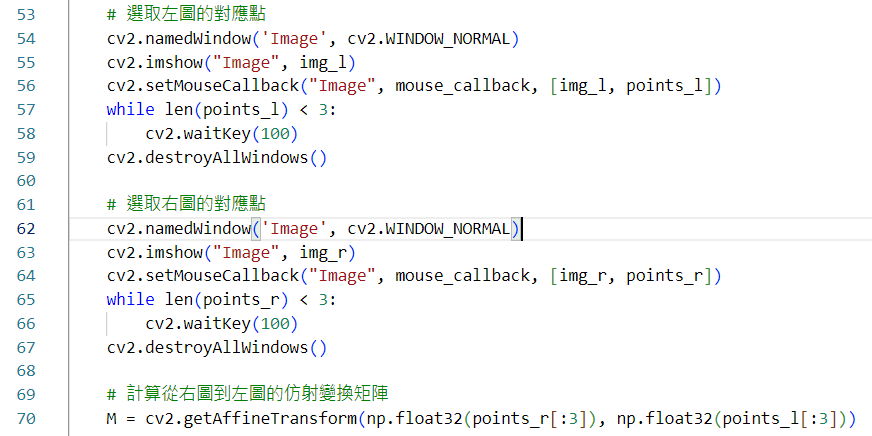 53 # 選取左圖的對應點
54 cv2.namedWindow('Image', cv2.WINDOW_NORMAL)
55 cv2.imshow("Image", img_l)
56 cv2.setMouseCallback("Image", mouse_callback, [img_l, points_l])
57 while len(points_l) < 3:
58     cv2.waitKey(100)
59 cv2.destroyAllWindows()
60
61 # 選取右圖的對應點
62 cv2.namedWindow('Image', cv2.WINDOW_NORMAL)
63 cv2.imshow("Image", img_r)
64 cv2.setMouseCallback("Image", mouse_callback, [img_r, points_r])
65 while len(points_r) < 3:
66     cv2.waitKey(100)
67 cv2.destroyAllWindows()
68
69 # 計算從右圖到左圖的仿射變換矩陣
70 M = cv2.getAffineTransform(np.float32(points_r[:3]), np.float32(points_l[:3]))